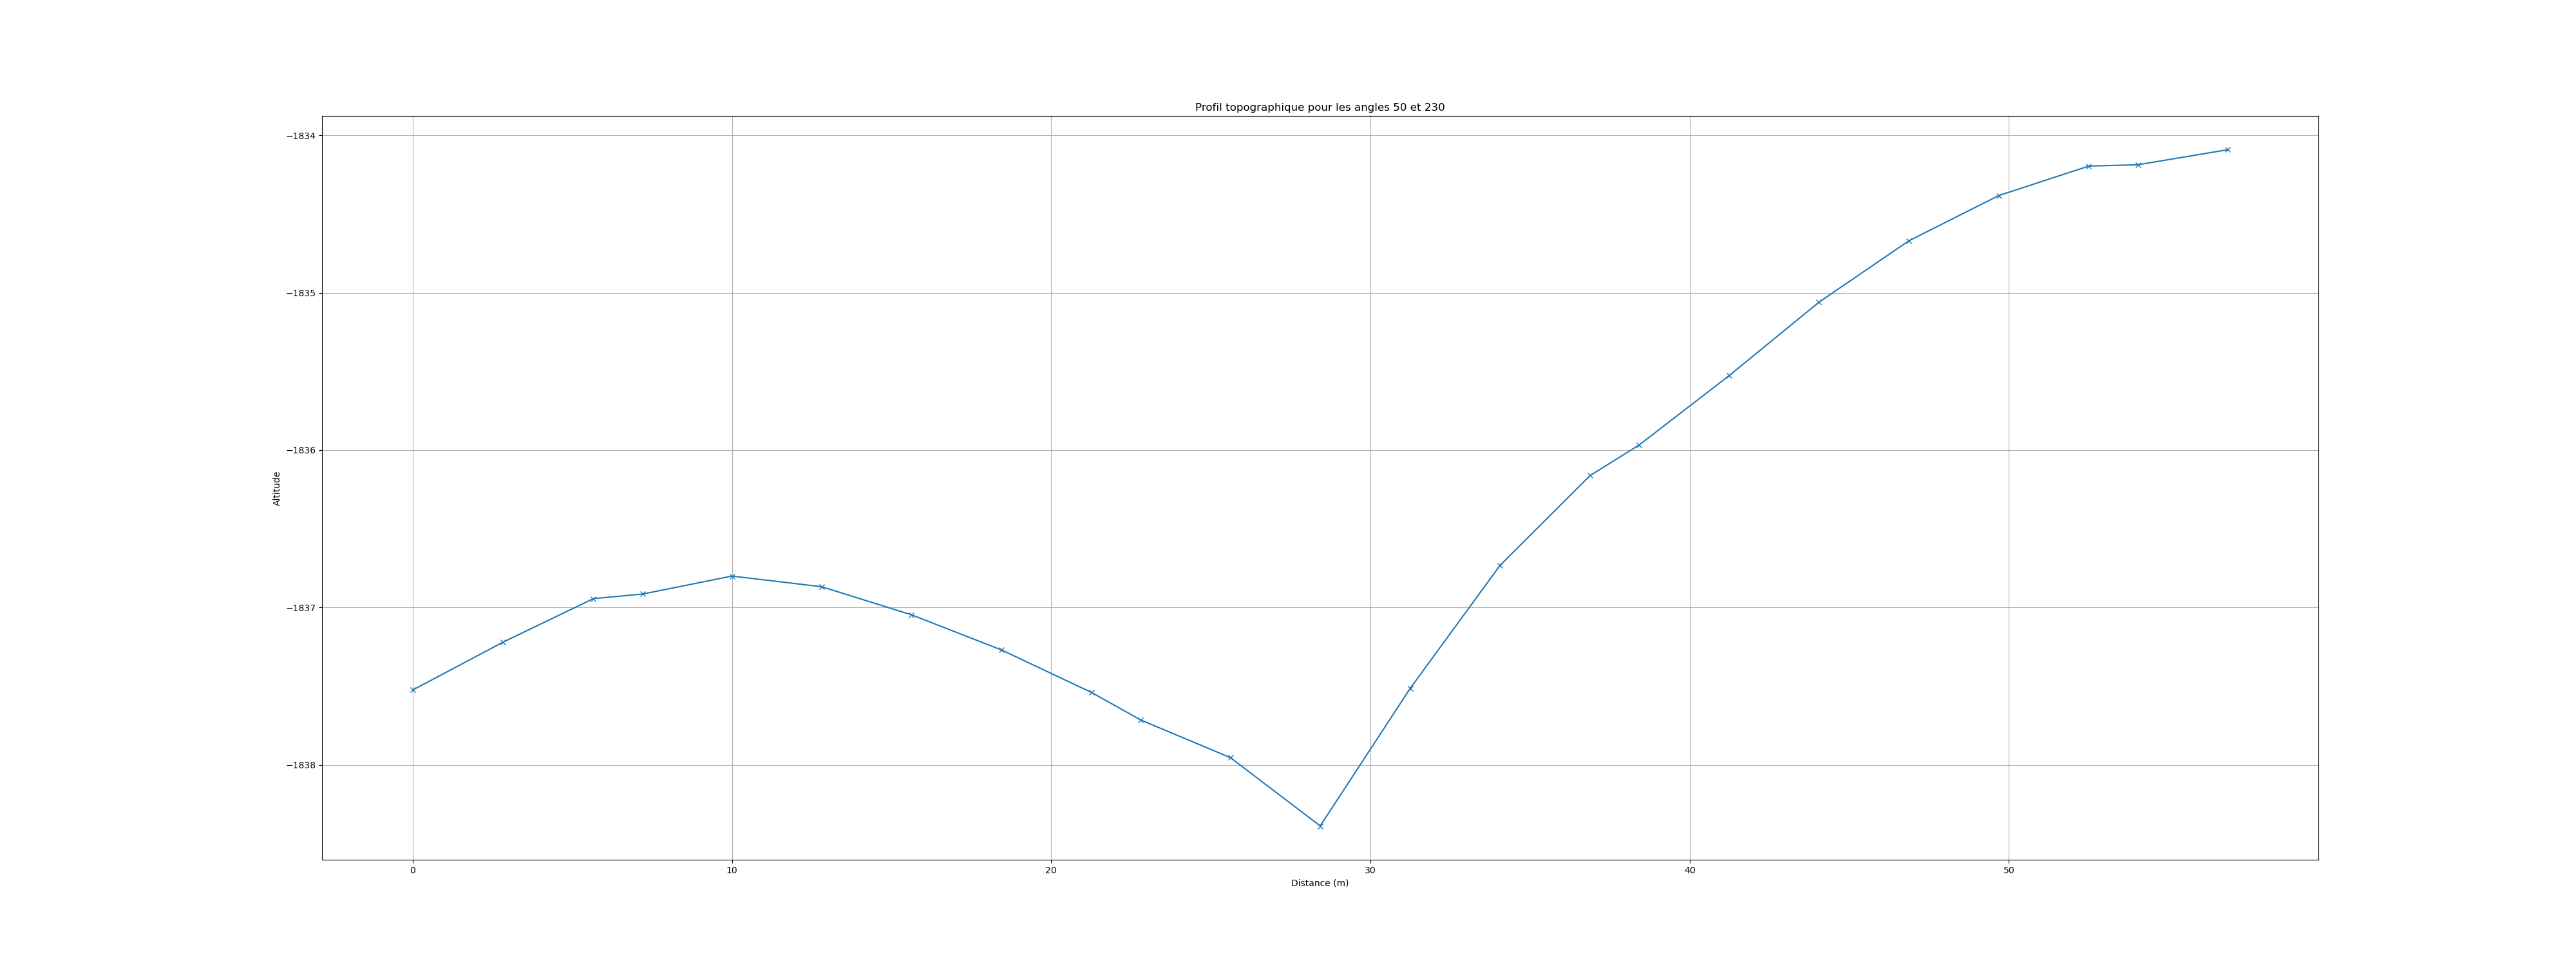 Profil topographique pour les angles 50 et 230
−1834
−1835
−1836
−1837
−1838
Altitude
0 10 20 30 40 50
Distance (m)